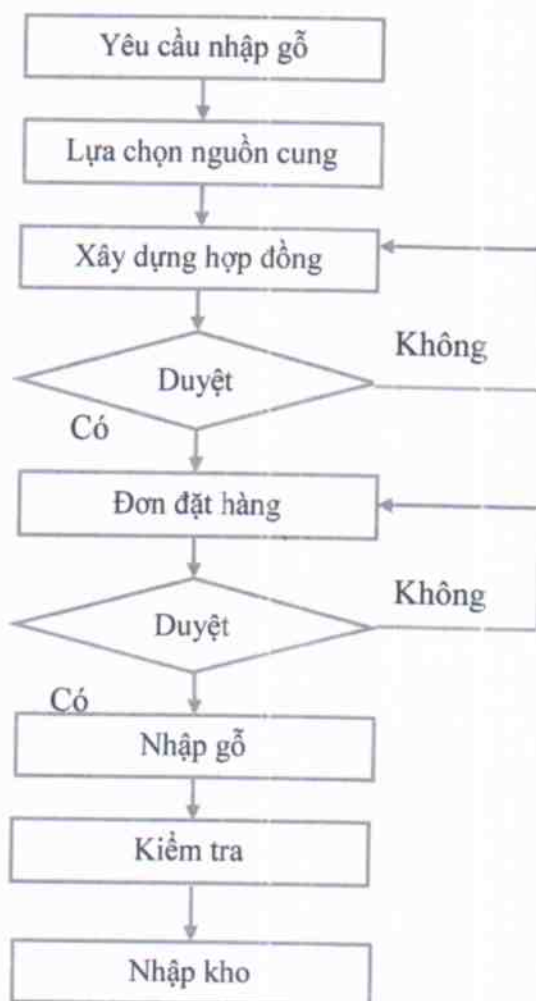 Yêu cầu nhập gỗ
Lựa chọn nguồn cung
Xây dựng hợp đồng
Không
Duyệt
Có
Đơn đặt hàng
Không
Duyệt
Có
Nhập gỗ
Kiểm tra
Nhập kho